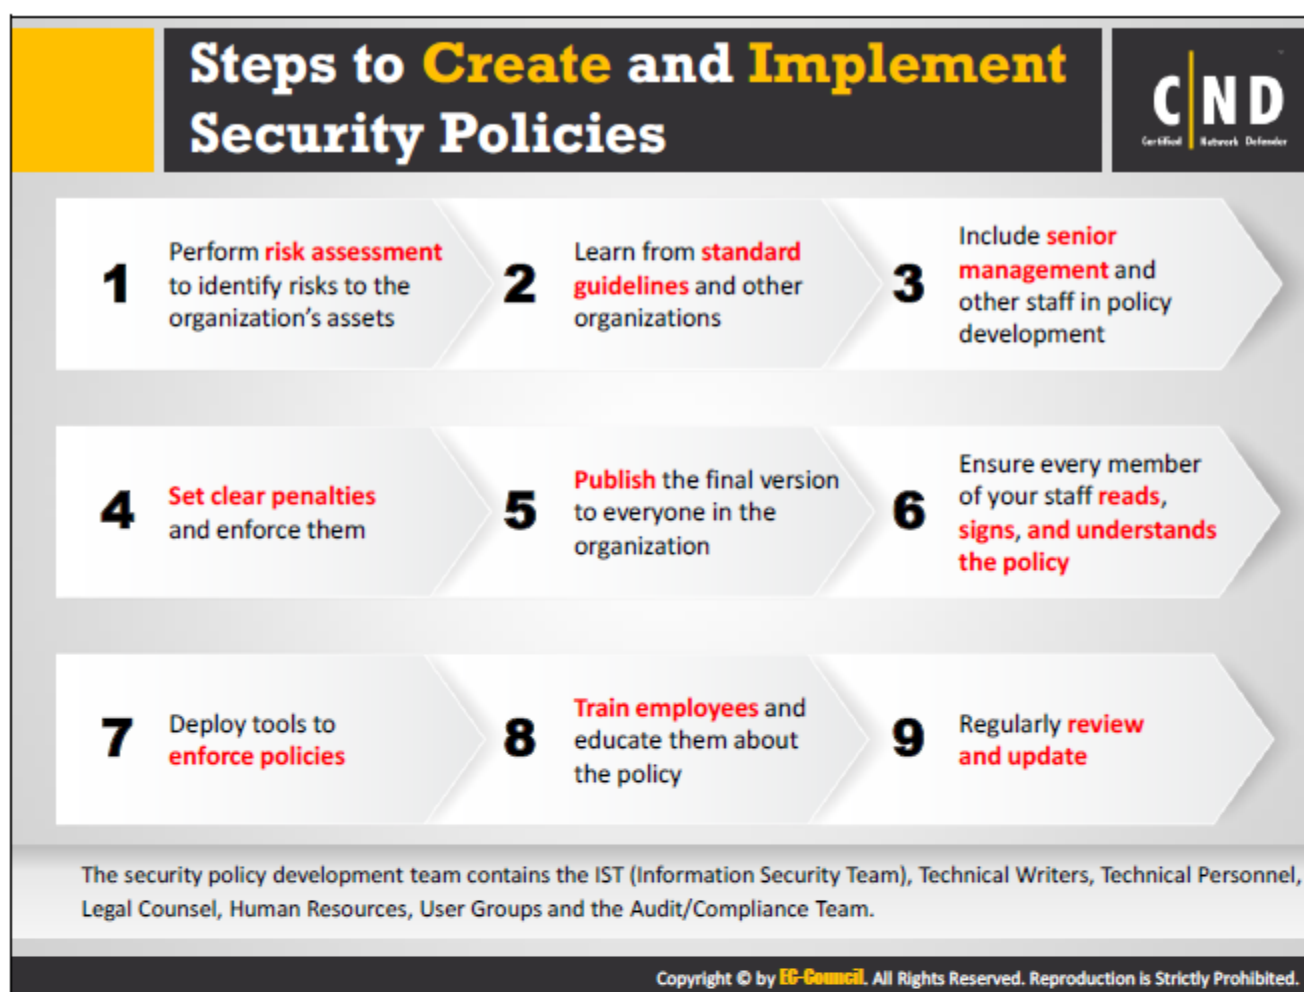 Steps to Create and Implement
Security Policies
C|ND
Certified Network Defender
1
Perform risk assessment
to identify risks to the
organization's assets
2
Learn from standard
guidelines and other
organizations
3
Include senior
management and
other staff in policy
development
4
Set clear penalties
and enforce them
5
Publish the final version
to everyone in the
organization
6
Ensure every member
of your staff reads,
signs, and understands
the policy
7
Deploy tools to
enforce policies
8
Train employees and
educate them about
the policy
9
Regularly review
and update
The security policy development team contains the IST (Information Security Team), Technical Writers, Technical Personnel,
Legal Counsel, Human Resources, User Groups and the Audit/Compliance Team.
Copyright © by EC-Council. All Rights Reserved. Reproduction is Strictly Prohibited.